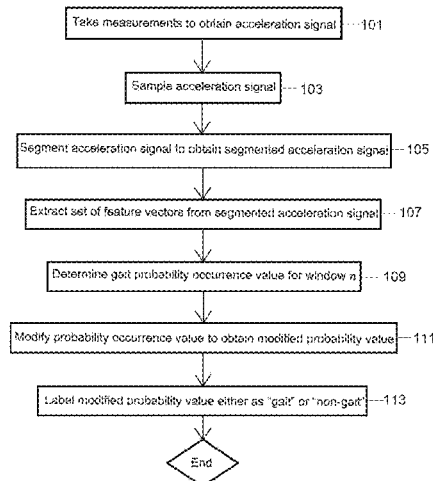 Take measurements to obtain acceleration signal 101
Sample acceleration signal 103
Segment acceleration signal to obtain segmented acceleration signal 105
Extract set of feature vectors from segmented acceleration signal 107
Determine gait probability occurrence value for window n 109
Modify probability occurrence value to obtain modified probability value 111
Label modified probability value either as "gait" or "non-gait" 113
End